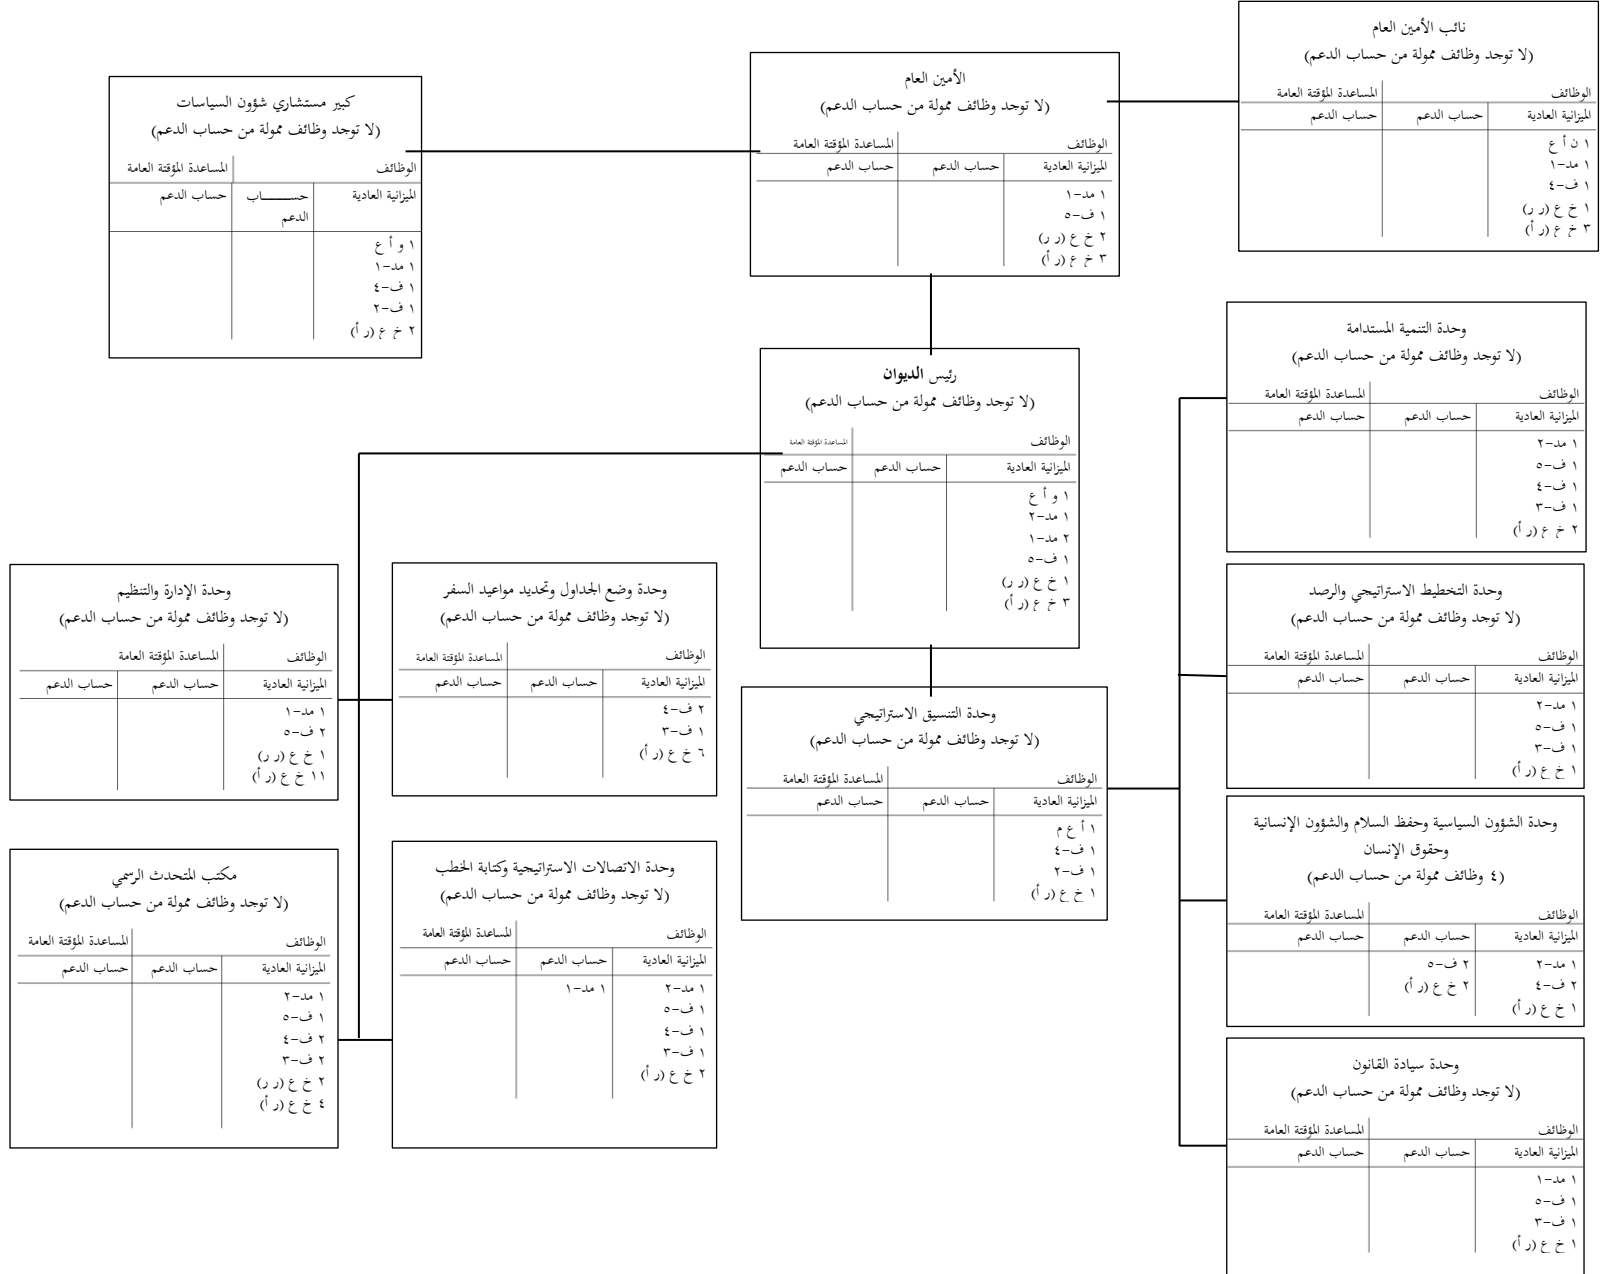 نائب الأمين العام
(لا توجد وظائف ممولة من حساب الدعم)
الوظائف المساعدة المؤقتة العامة
الميزانية العادية حساب الدعم حساب الدعم
١ ن أ ع
١ مد-١
١ ف-٤
١ خ ع (ر ر)
٣ خ ع (ر أ)
الأمين العام
(لا توجد وظائف ممولة من حساب الدعم)
الوظائف المساعدة المؤقتة العامة
الميزانية العادية حساب الدعم حساب الدعم
١ مد-١
١ ف-٥
٢ خ ع (ر ر)
٣ خ ع (ر أ)
كبير مستشاري شؤون السياسات
(لا توجد وظائف ممولة من حساب الدعم)
الوظائف المساعدة المؤقتة العامة
الميزانية العادية حســـــاب حساب الدعم
الدعم
١ و أ ع
١ مد-١
١ ف-٤
١ ف-٢
٢ خ ع (ر أ)
رئيس الديوان
(لا توجد وظائف ممولة من حساب الدعم)
الوظائف المساعدة المؤقتة العامة
الميزانية العادية حساب الدعم حساب الدعم
١ و أ ع
١ مد-٢
٢ مد-١
١ ف-٥
١ خ ع (ر ر)
٣ خ ع (ر أ)
وحدة التنمية المستدامة
(لا توجد وظائف ممولة من حساب الدعم)
الوظائف المساعدة المؤقتة العامة
الميزانية العادية حساب الدعم حساب الدعم
١ مد-٢
١ ف-٥
١ ف-٤
١ ف-٣
٢ خ ع (ر أ)
وحدة التخطيط الاستراتيجي والرصد
(لا توجد وظائف ممولة من حساب الدعم)
الوظائف المساعدة المؤقتة العامة
الميزانية العادية حساب الدعم حساب الدعم
١ مد-٢
١ ف-٥
١ ف-٣
١ خ ع (ر أ)
وحدة وضع الجداول وتحديد مواعيد السفر
(لا توجد وظائف ممولة من حساب الدعم)
الوظائف المساعدة المؤقتة العامة
الميزانية العادية حساب الدعم حساب الدعم
٢ ف-٤
١ ف-٣
٦ خ ع (ر أ)
وحدة الإدارة والتنظيم
(لا توجد وظائف ممولة من حساب الدعم)
الوظائف المساعدة المؤقتة العامة
الميزانية العادية حساب الدعم حساب الدعم
١ مد-١
٢ ف-٥
١ خ ع (ر ر)
١١ خ ع (ر أ)
وحدة التنسيق الاستراتيجي
(لا توجد وظائف ممولة من حساب الدعم)
الوظائف المساعدة المؤقتة العامة
الميزانية العادية حساب الدعم حساب الدعم
١ أ ع م
١ ف-٤
١ ف-٢
١ خ ع (ر أ)
وحدة الشؤون السياسية وحفظ السلام والشؤون الإنسانية
وحقوق الإنسان
(٤ وظائف ممولة من حساب الدعم)
الوظائف المساعدة المؤقتة العامة
الميزانية العادية حساب الدعم حساب الدعم
١ مد-٢ ٢ ف-٥
٢ ف-٤ ٢ خ ع (ر أ)
١ خ ع (ر أ)
وحدة الاتصالات الاستراتيجية وكتابة الخطب
(لا توجد وظائف ممولة من حساب الدعم)
الوظائف المساعدة المؤقتة العامة
الميزانية العادية حساب الدعم حساب الدعم
١ مد-٢ ١ مد-١
١ ف-٥
١ ف-٤
١ ف-٣
٢ خ ع (ر أ)
مكتب المتحدث الرسمي
(لا توجد وظائف ممولة من حساب الدعم)
الوظائف المساعدة المؤقتة العامة
الميزانية العادية حساب الدعم حساب الدعم
١ مد-٢
١ ف-٥
٢ ف-٤
٢ ف-٣
٢ خ ع (ر ر)
٤ خ ع (ر أ)
وحدة سيادة القانون
(لا توجد وظائف ممولة من حساب الدعم)
الوظائف المساعدة المؤقتة العامة
الميزانية العادية حساب الدعم حساب الدعم
١ مد-١
١ ف-٥
١ ف-٣
١ خ ع (ر أ)